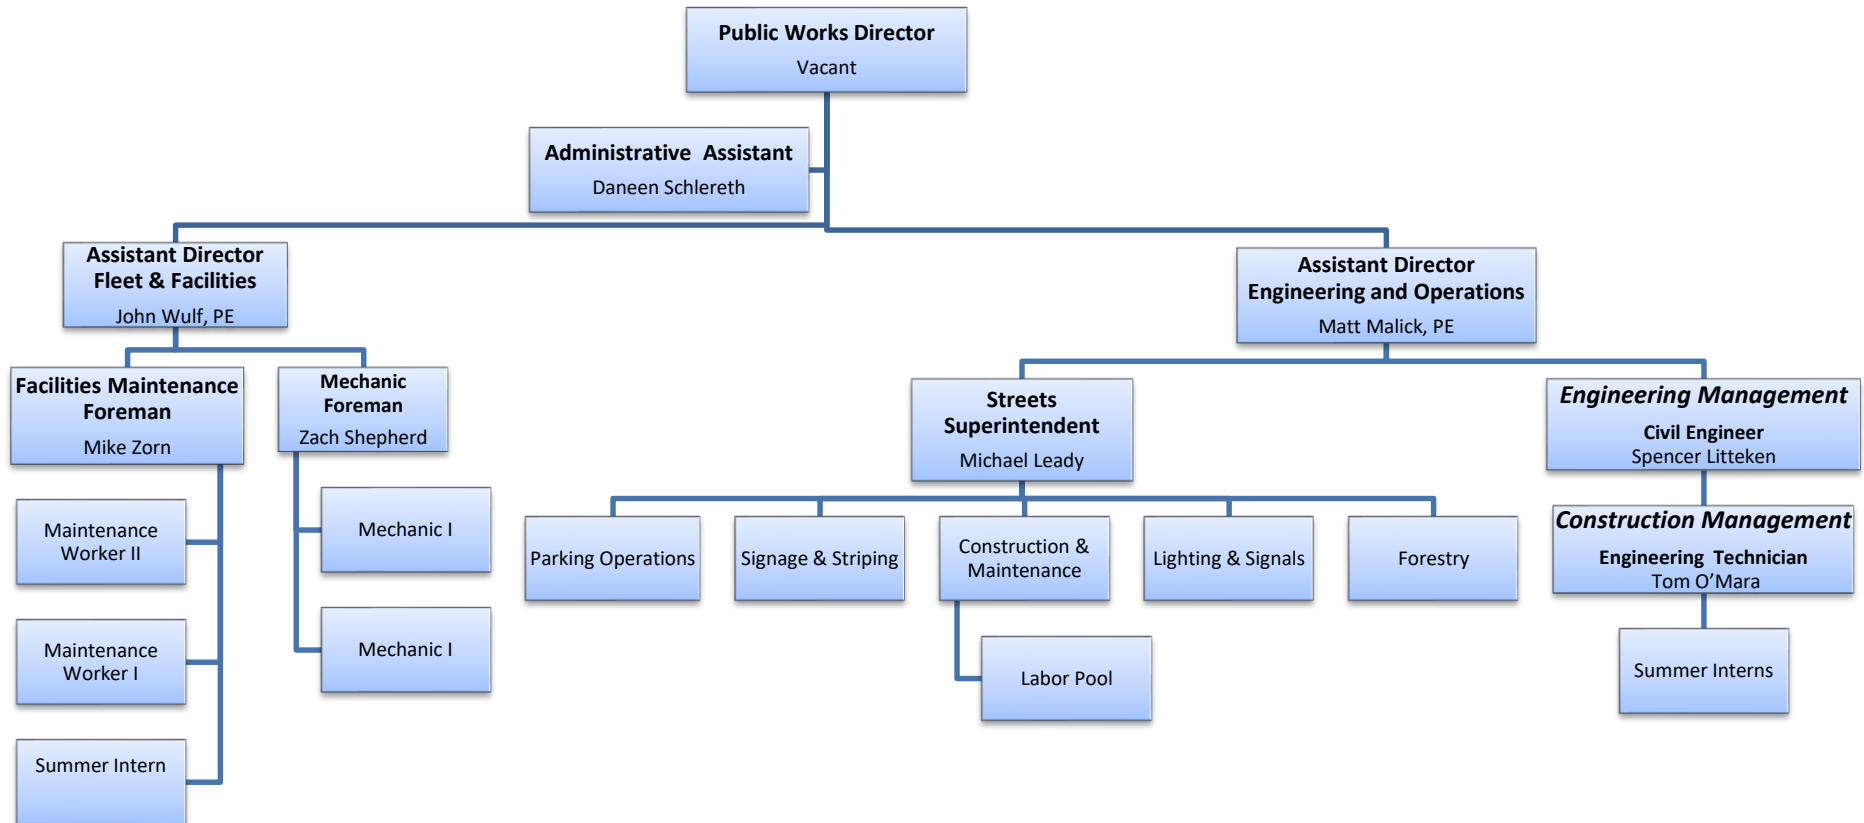 Public Works Director
Vacant
Administrative Assistant
Daneen Schlereth
Assistant Director
Fleet & Facilities
John Wulf, PE
Assistant Director
Engineering and Operations
Matt Malick, PE
Facilities Maintenance
Foreman
Mike Zorn
Mechanic
Foreman
Zach Shepherd
Streets
Superintendent
Michael Leady
Engineering Management
Civil Engineer
Spencer Litteken
Maintenance
Worker II
Mechanic I
Parking Operations
Signage & Striping
Construction &
Maintenance
Lighting & Signals
Forestry
Construction Management
Engineering Technician
Tom O’Mara
Maintenance
Worker I
Mechanic I
Labor Pool
Summer Interns
Summer Intern